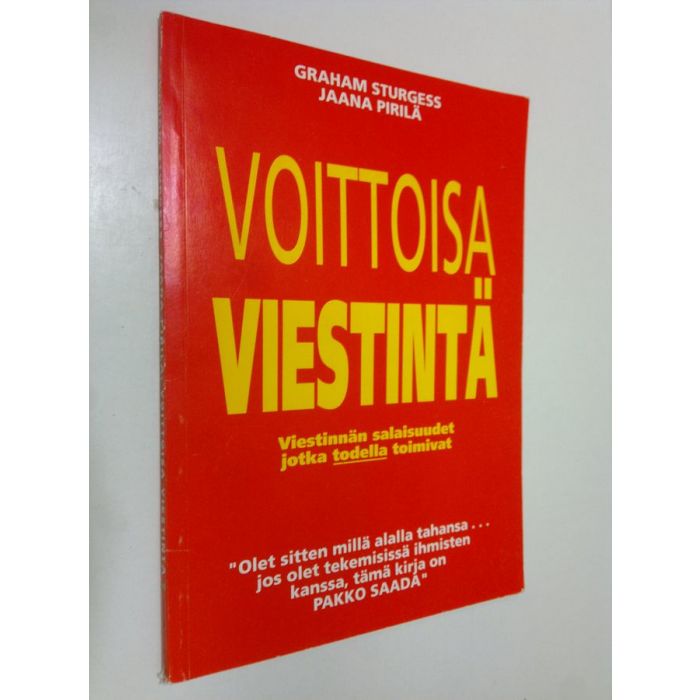 GRAHAM STURGESS
JAANA PIRILÄ
VOITTOISA
VIESTINTÄ
Viestinnän salaisuudet
jotka todella toimivat
"Olet sitten millä alalla tahansa . . .
jos olet tekemisissä ihmisten
kanssa, tämä kirja on
PAKKO SAADA"